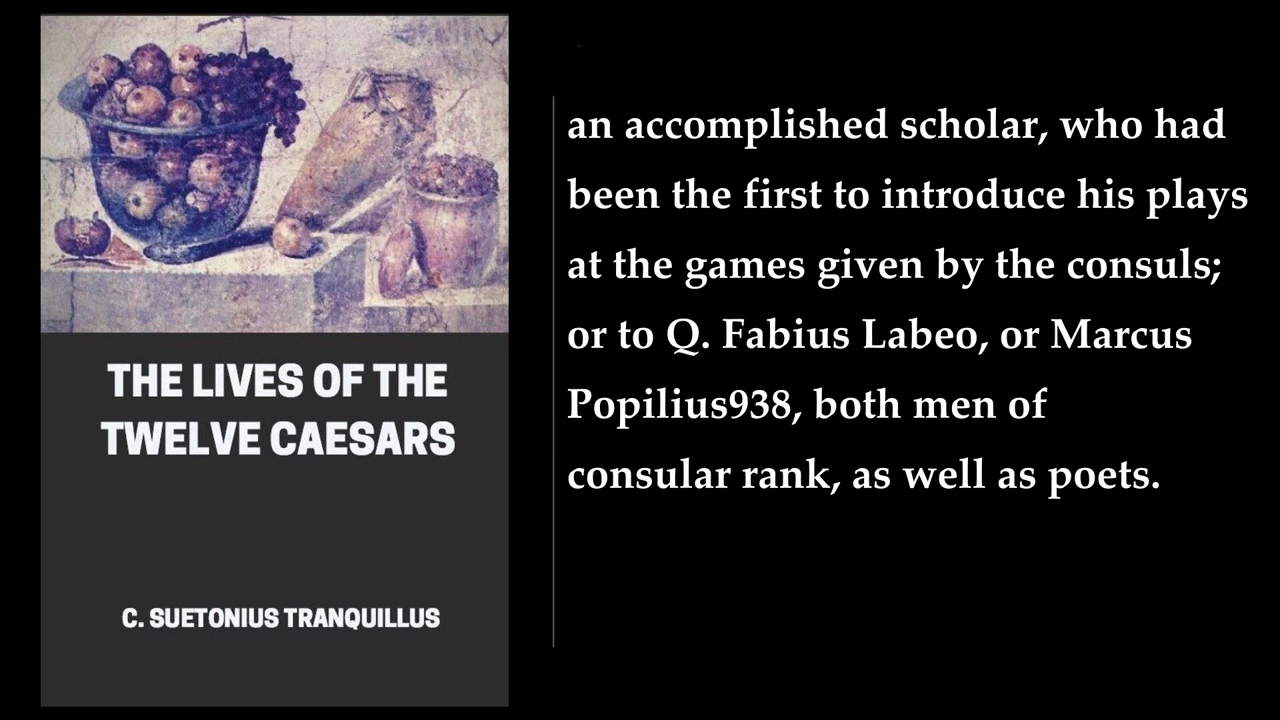 THE LIVES OF THE
TWELVE CAESARS
C. SUETONIUS TRANQUILLUS
an accomplished scholar, who had
been the first to introduce his plays
at the games given by the consuls;
or to Q. Fabius Labeo, or Marcus
Popilius938, both men of
consular rank, as well as poets.